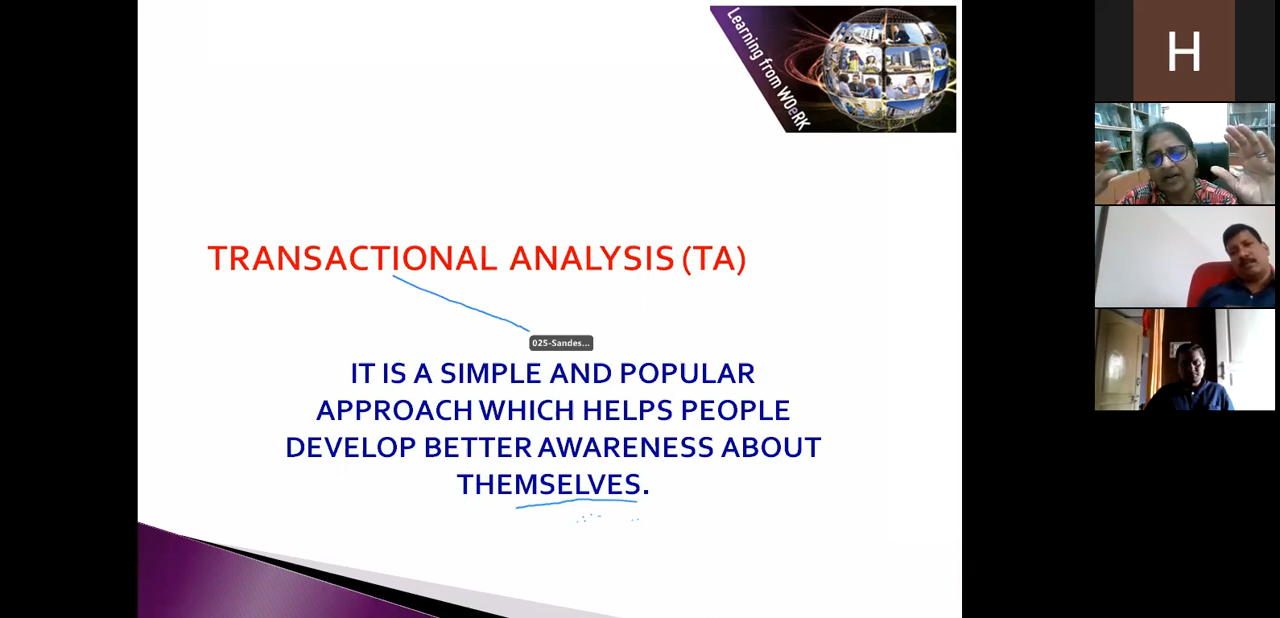 Learning from WOeRK
TRANSACTIONAL ANALYSIS (TA)
025-Sandes...
IT IS A SIMPLE AND POPULAR
APPROACH WHICH HELPS PEOPLE
DEVELOP BETTER AWARENESS ABOUT
THEMSELVES.
H